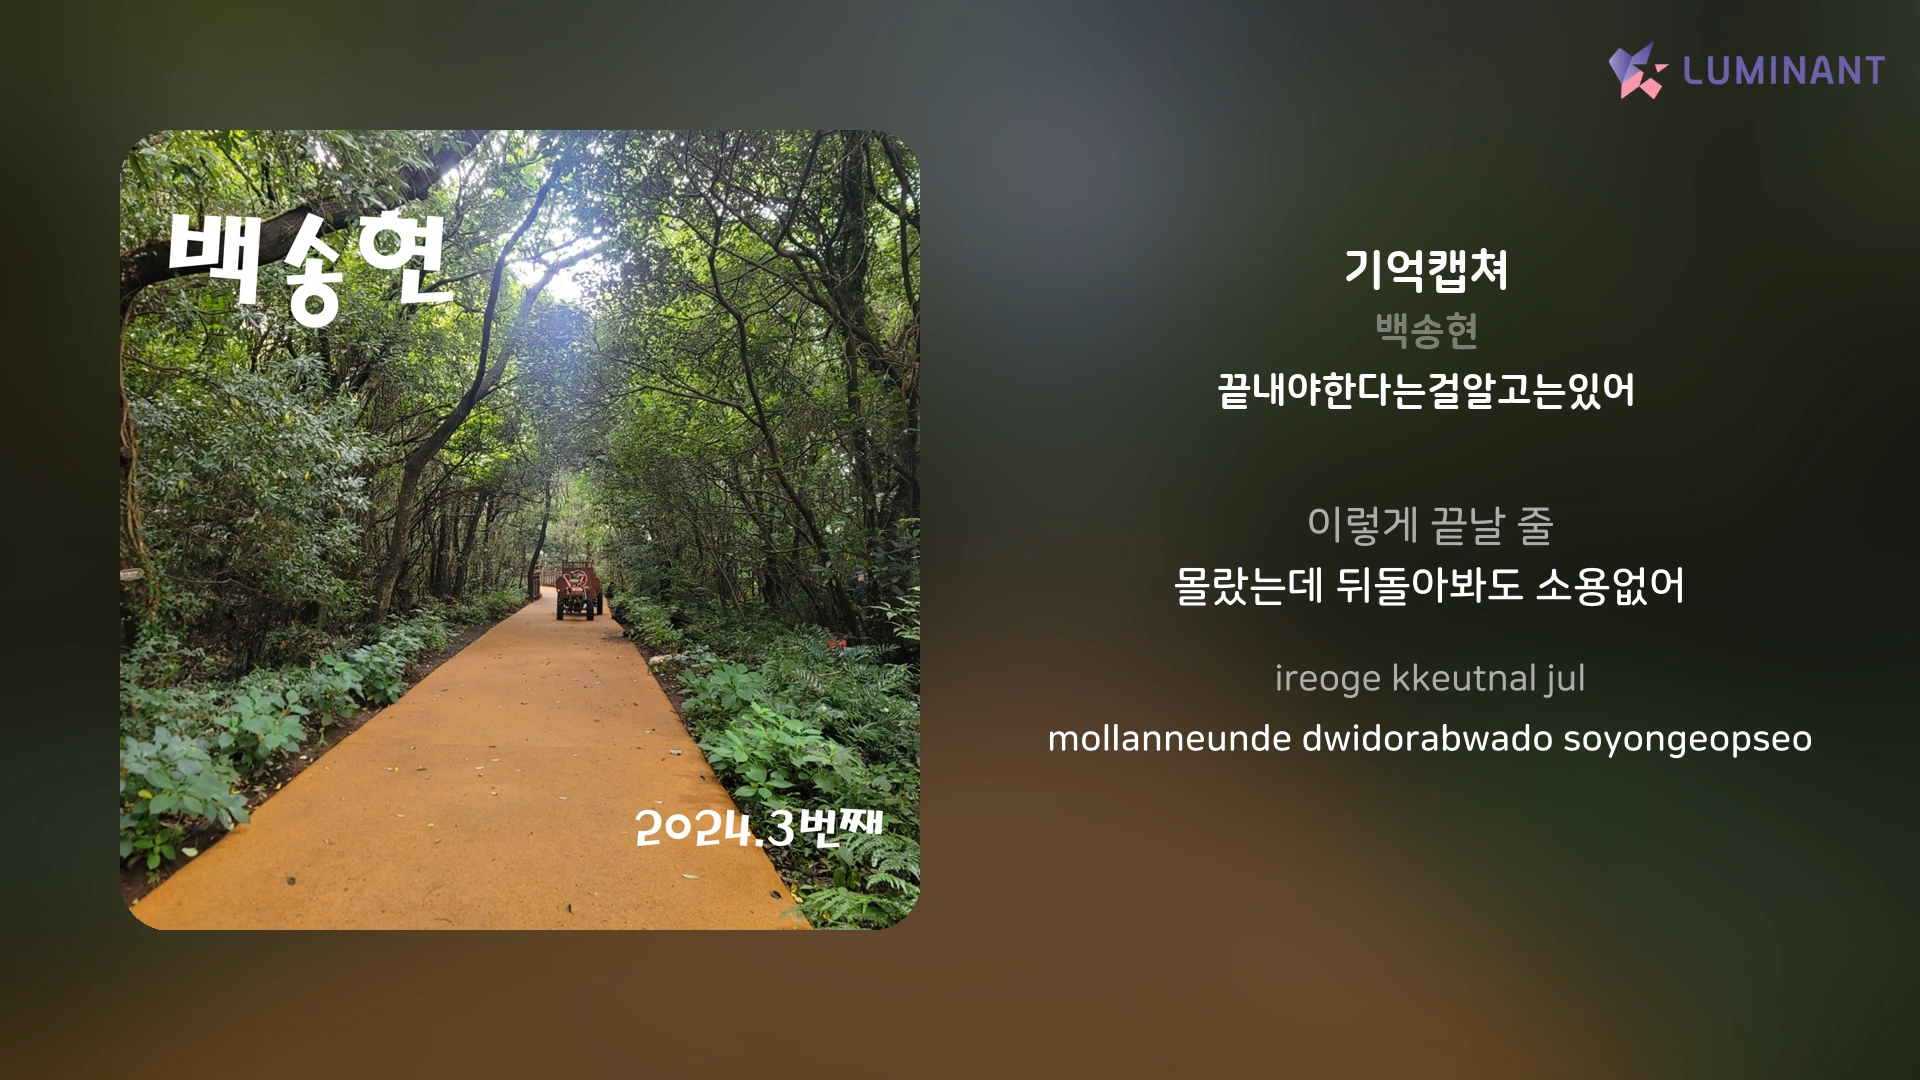 LUMINANT
백송현
2024.3번째
기억캡쳐
백송현
끝내야한다는걸알고는있어
이렇게 끝날 줄
몰랐는데 뒤돌아봐도 소용없어
ireoge kkeutnal jul
mollanneunde dwidorabwado soyongeopseo